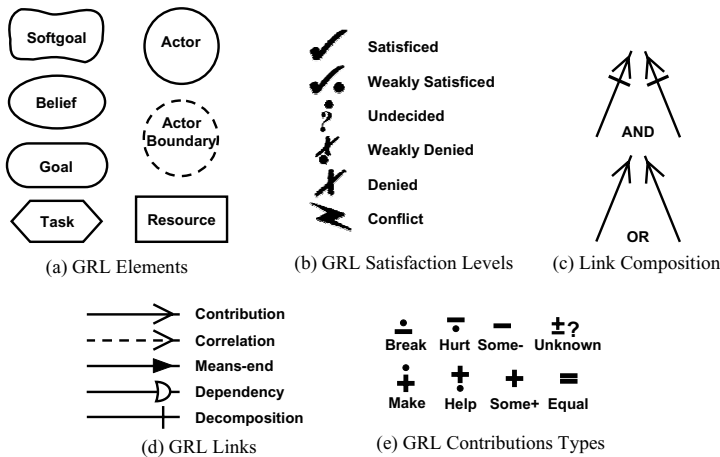 Softgoal
Actor
Belief
Actor
Boundary
Goal
Task
Resource
(a) GRL Elements
Satisficed
Weakly Satisficed
Undecided
Weakly Denied
Denied
Conflict
(b) GRL Satisfaction Levels
AND
OR
(c) Link Composition
Contribution
Correlation
Means-end
Dependency
Decomposition
(d) GRL Links
?
Break Hurt Some- Unknown
Make Help Some+ Equal
(e) GRL Contributions Types